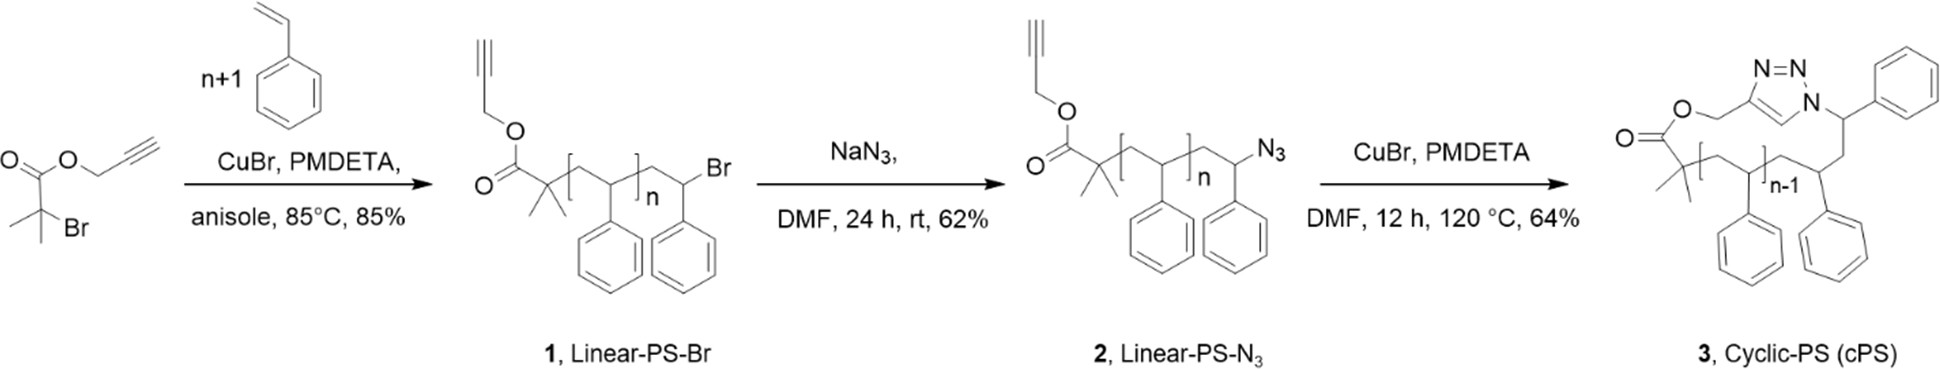 n+1
O
O
Br
CuBr, PMDETA,
anisole, 85°C, 85%
O
O
Br
n
1, Linear-PS-Br
NaN3,
DMF, 24 h, rt, 62%
O
O
N3
n
2, Linear-PS-N3
CuBr, PMDETA
DMF, 12 h, 120 °C, 64%
N=N
N
O
O
n-1
3, Cyclic-PS (cPS)